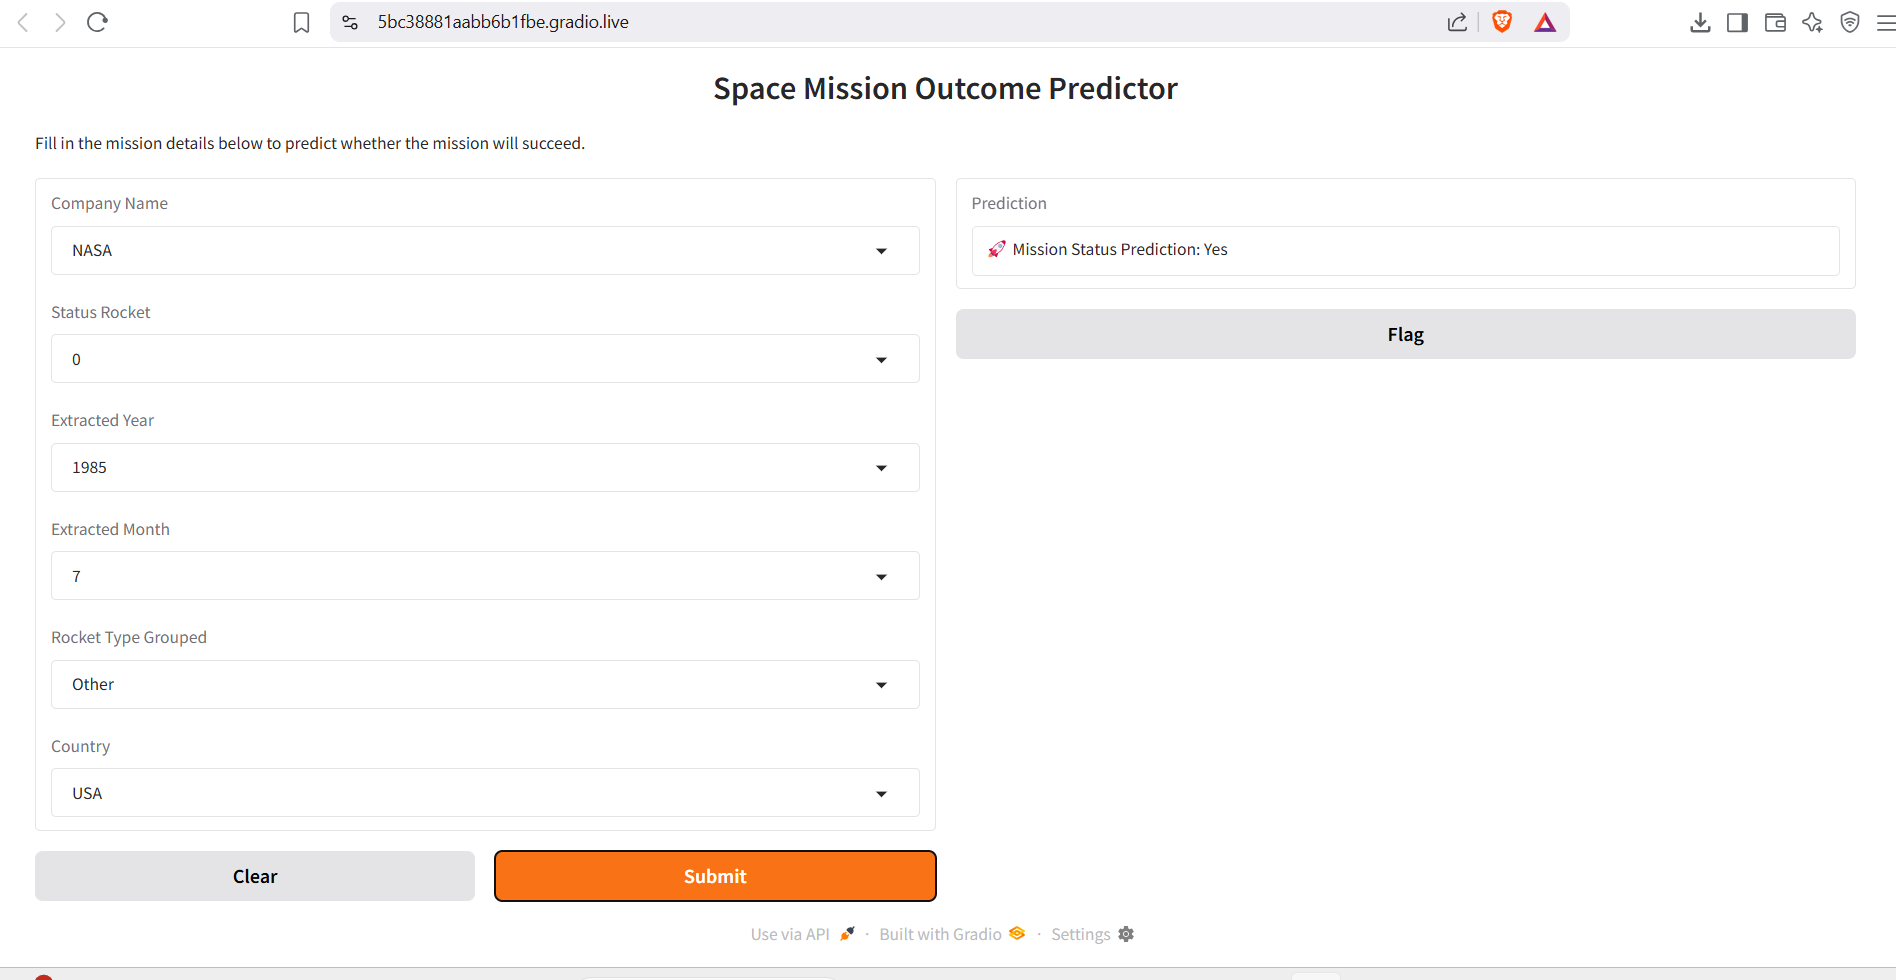 5bc38881aabb6b1fbe.gradio.live
Space Mission Outcome Predictor
Fill in the mission details below to predict whether the mission will succeed.
Company Name
NASA
Status Rocket
0
Extracted Year
1985
Extracted Month
7
Rocket Type Grouped
Other
Country
USA
Clear
Submit
Prediction
🚀 Mission Status Prediction: Yes
Flag
Use via API · Built with Gradio · Settings